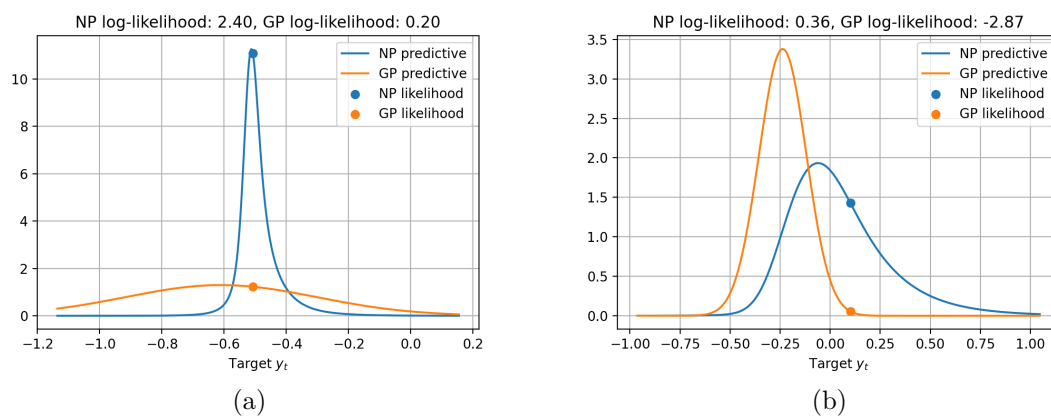 NP log-likelihood: 2.40, GP log-likelihood: 0.20
NP predictive
GP predictive
NP likelihood
GP likelihood
10
8
6
4
2
0
−1.2 −1.0 −0.8 −0.6 −0.4 −0.2 0.0 0.2
Target y_t
(a)
NP log-likelihood: 0.36, GP log-likelihood: -2.87
NP predictive
GP predictive
NP likelihood
GP likelihood
3.5
3.0
2.5
2.0
1.5
1.0
0.5
0.0
−1.00 −0.75 −0.50 −0.25 0.00 0.25 0.50 0.75 1.00
Target y_t
(b)